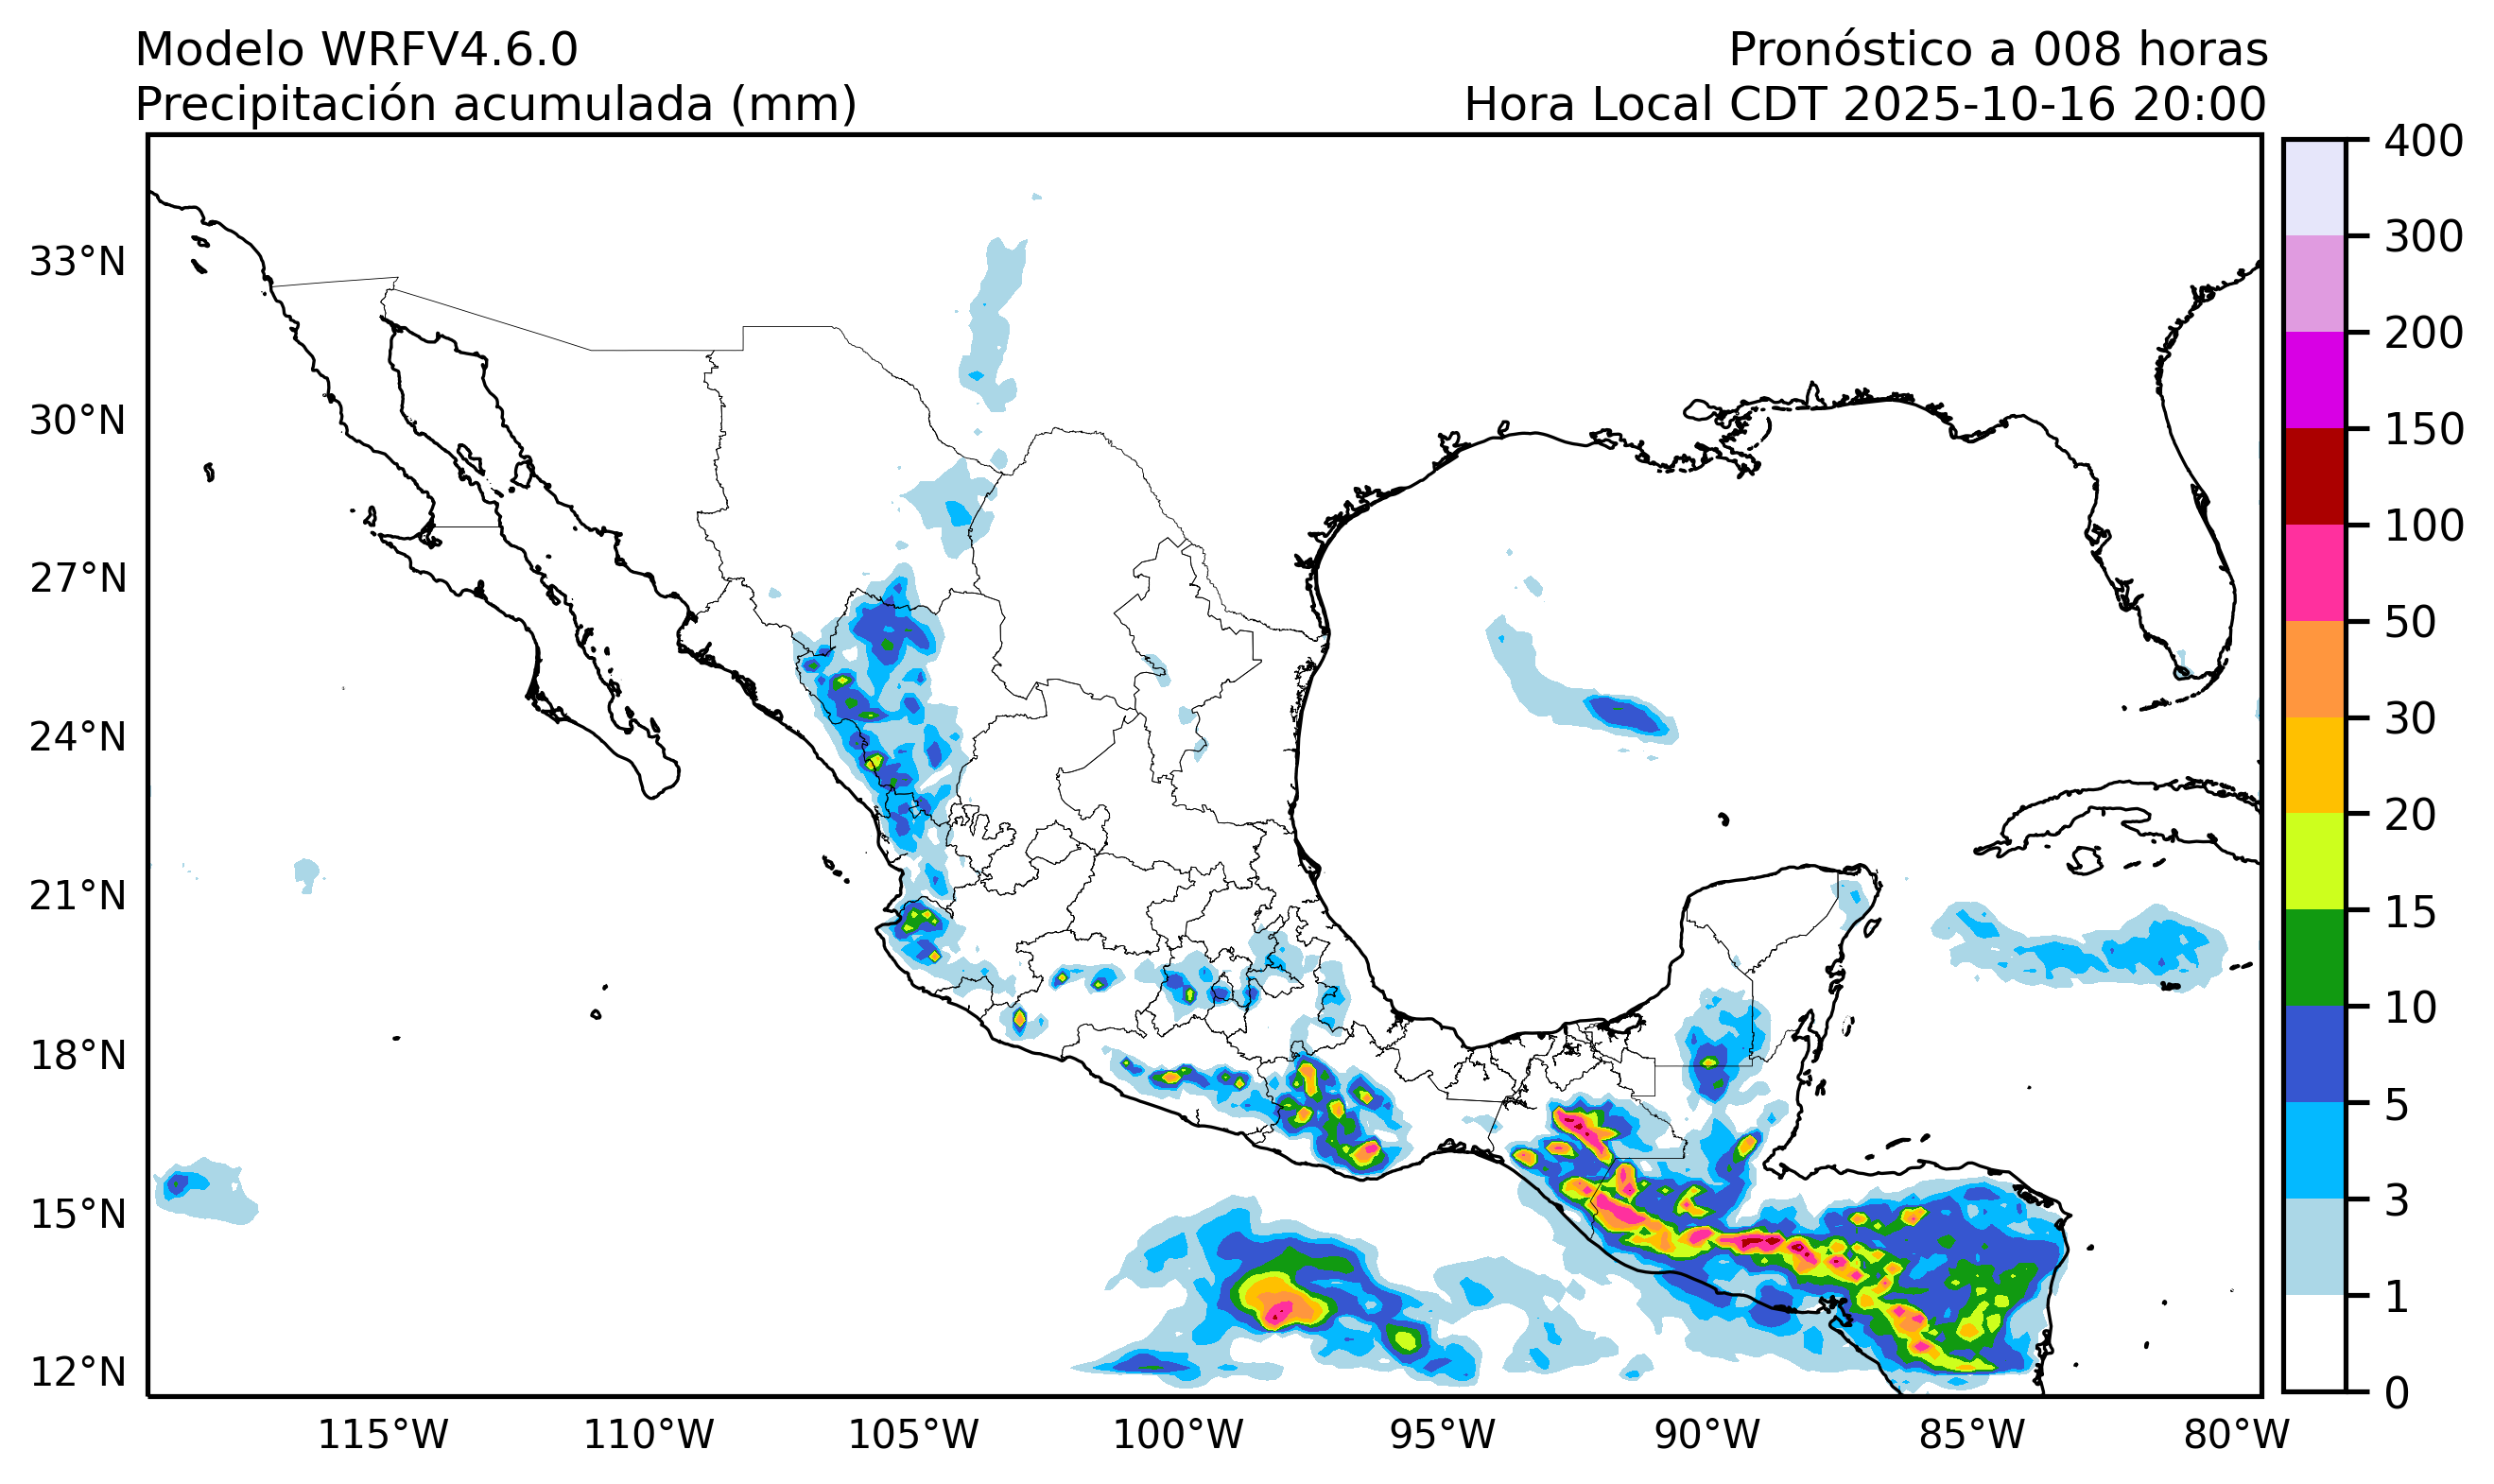 Modelo WRFV4.6.0
Pronóstico a 008 horas
Precipitación acumulada (mm)
Hora Local CDT 2025-10-16 20:00
400
300
200
150
100
50
30
20
15
10
5
3
1
0
33°N
30°N
27°N
24°N
21°N
18°N
15°N
12°N
115°W
110°W
105°W
100°W
95°W
90°W
85°W
80°W